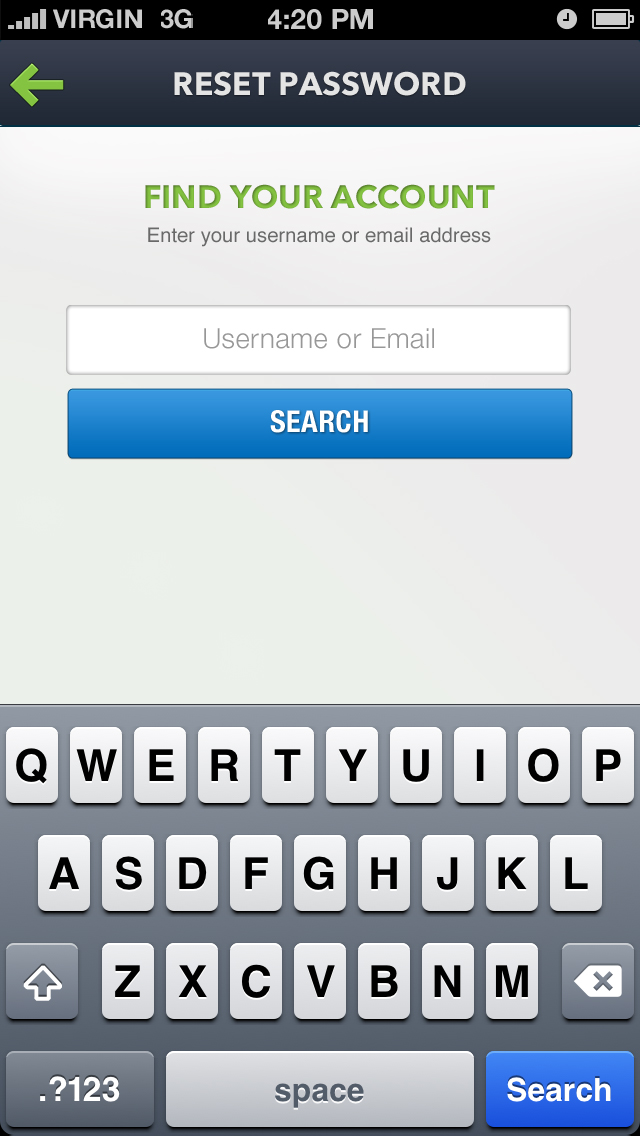 VIRGIN 3G 4:20 PM
RESET PASSWORD
FIND YOUR ACCOUNT
Enter your username or email address
Username or Email
SEARCH
Q W E R T Y U I O P
A S D F G H J K L
Z X C V B N M
.?123 space Search